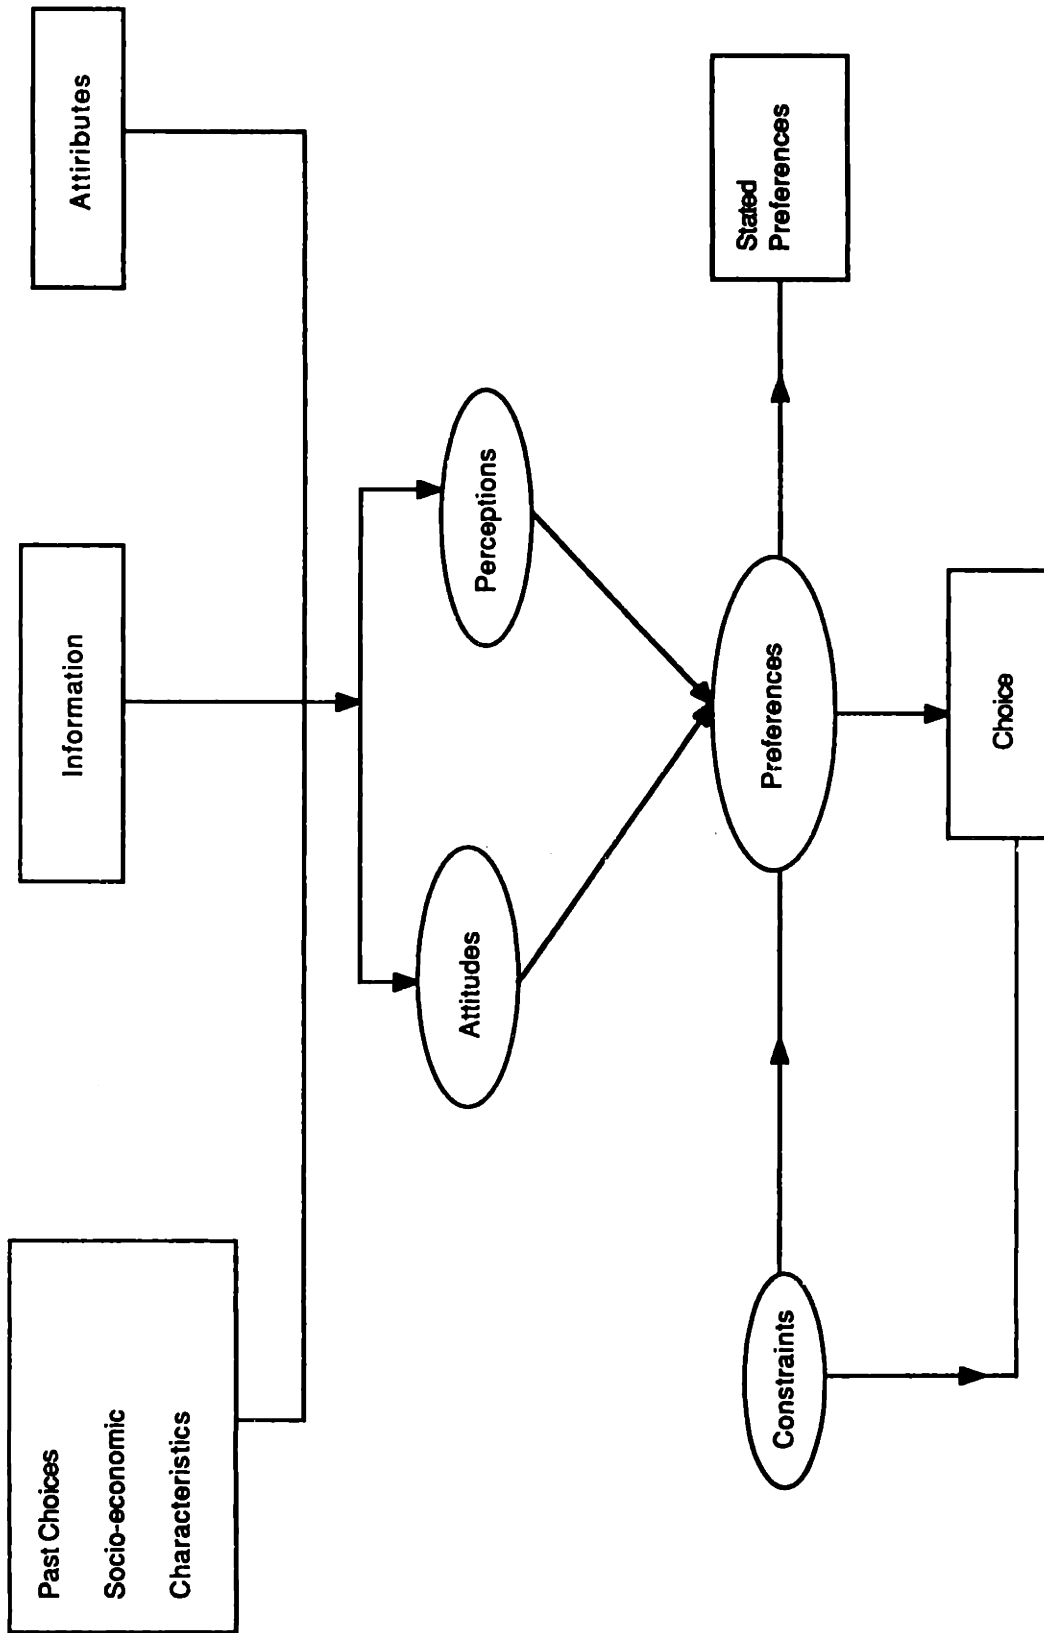 Past Choices
Socio-economic
Characteristics
Information
Attiributes
Attitudes
Perceptions
Constraints
Preferences
Stated
Preferences
Choice